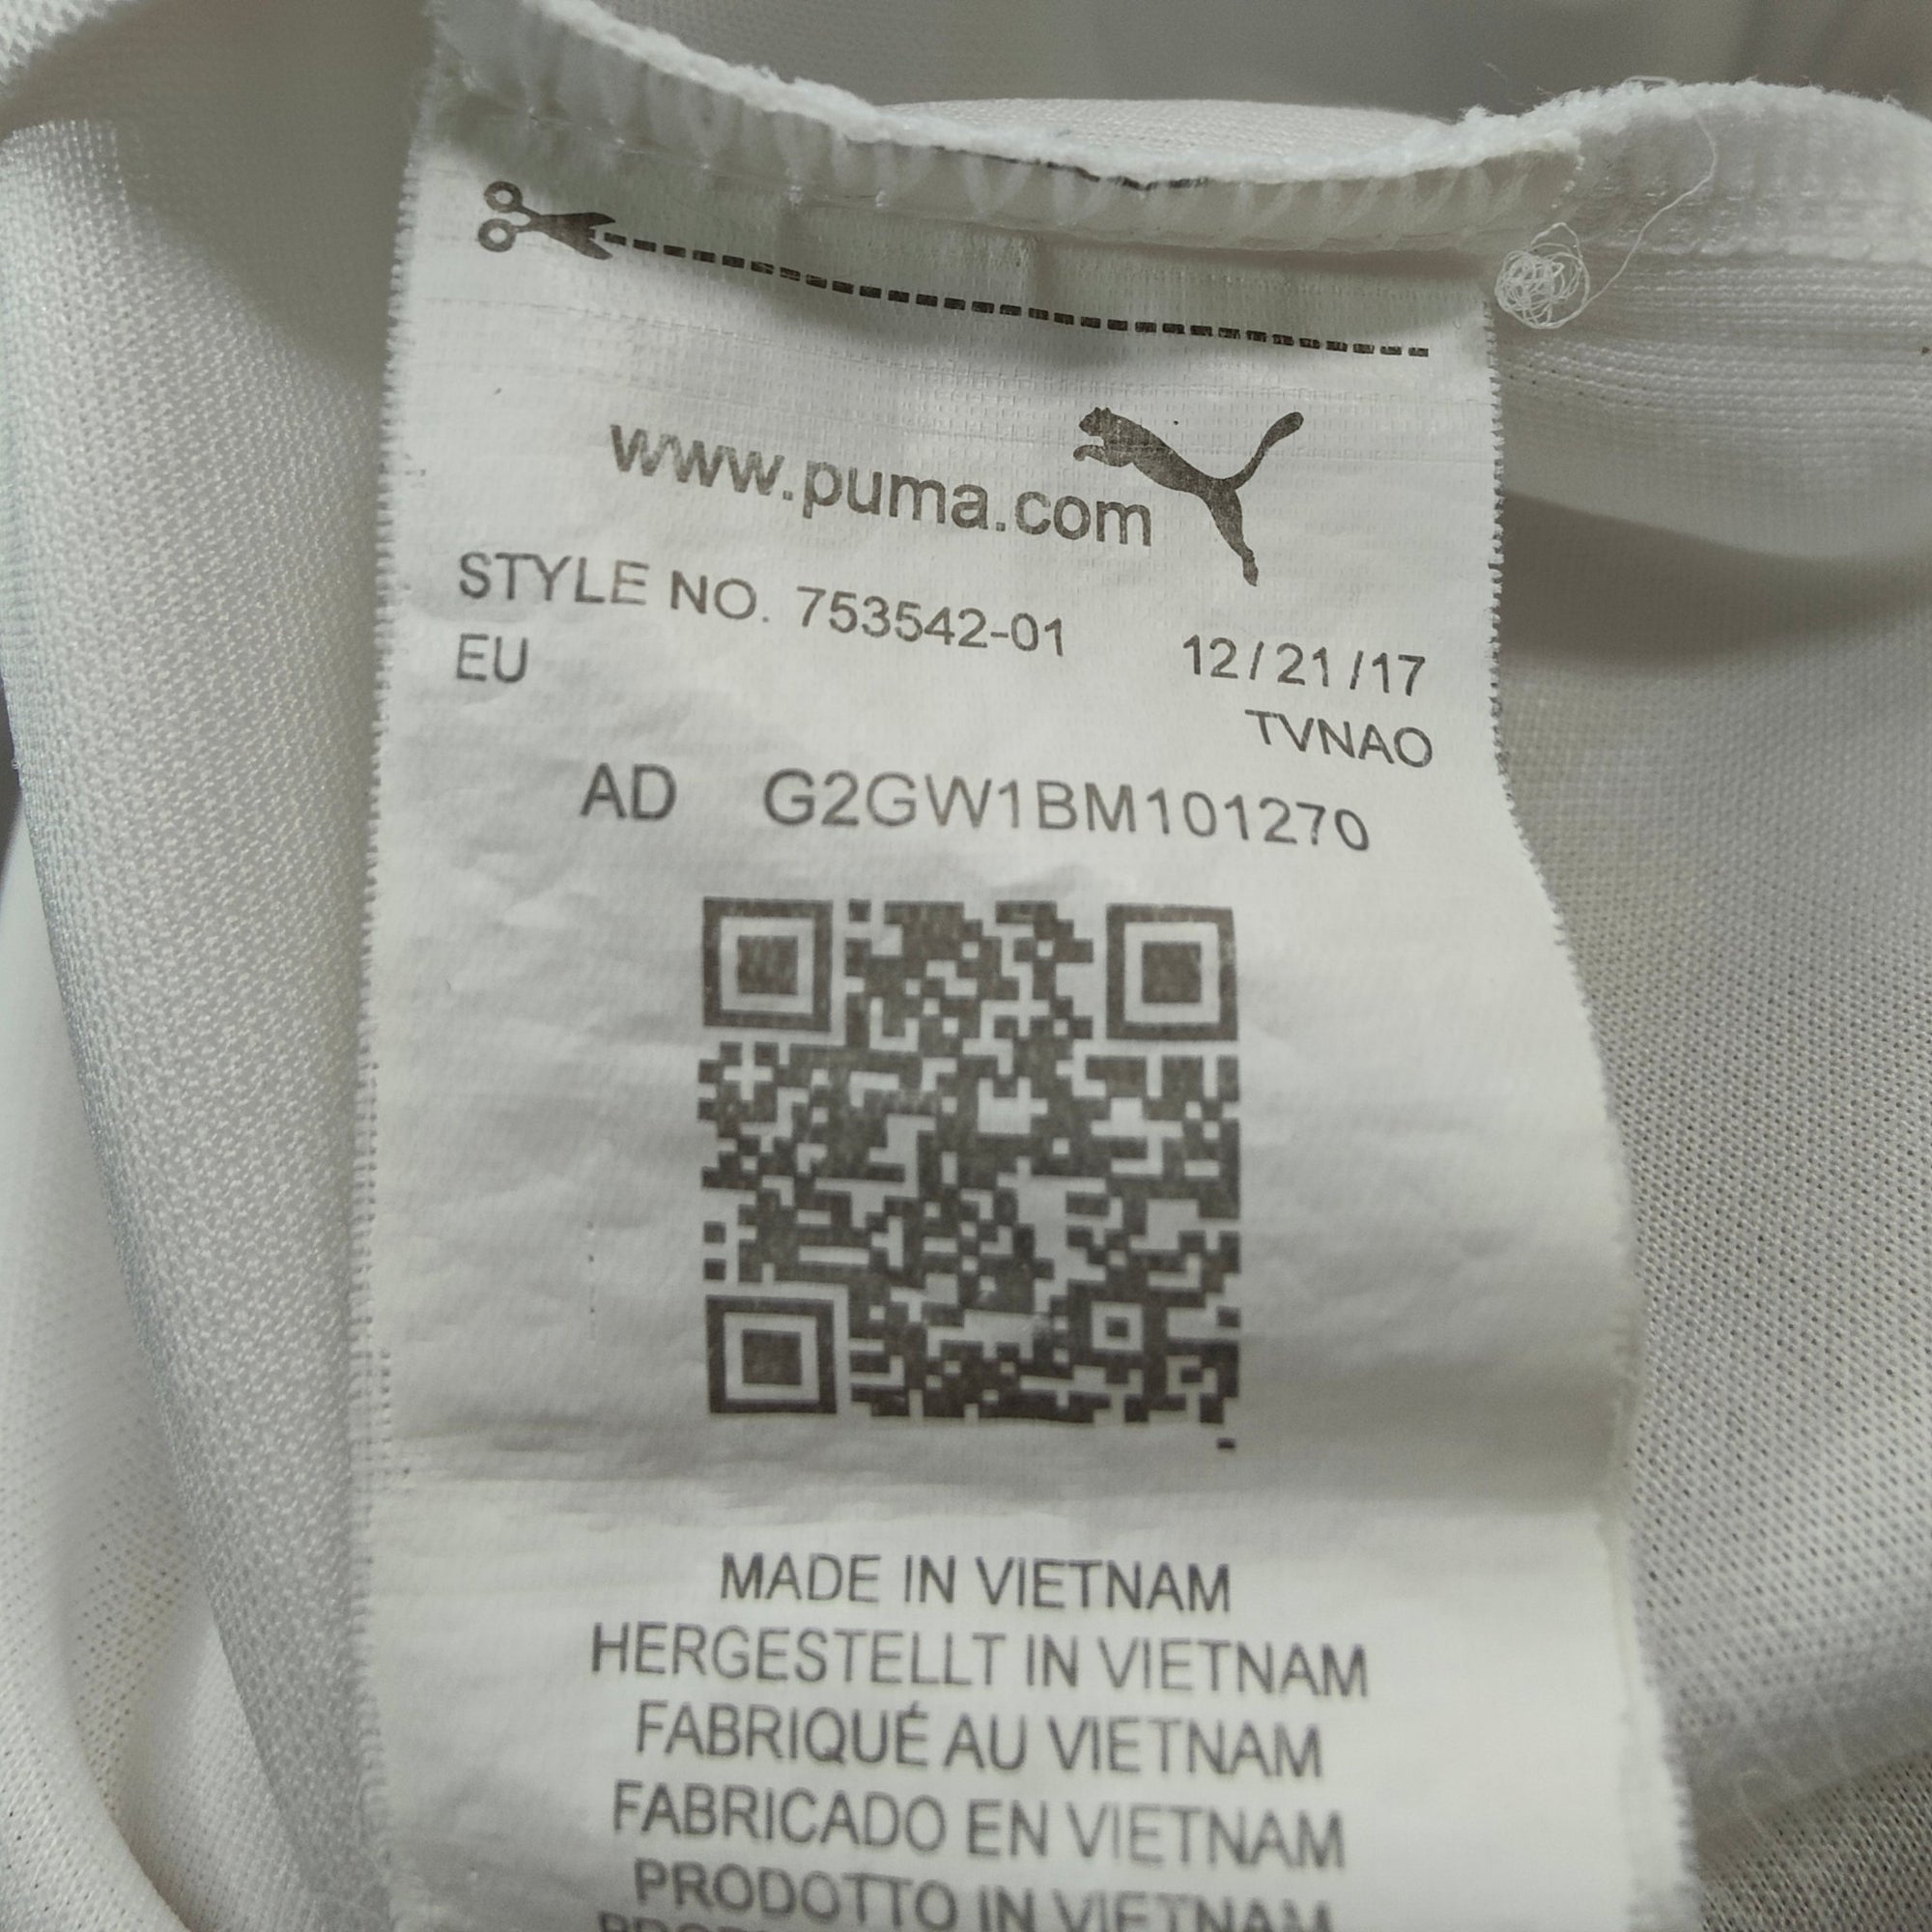 www.puma.com
STYLE NO. 753542-01 12/21/17
EU TVNAO
AD G2GW1BM101270
MADE IN VIETNAM
HERGESTELLT IN VIETNAM
FABRIQUÉ AU VIETNAM
FABRICADO EN VIETNAM
PRODOTTO IN VIETNAM